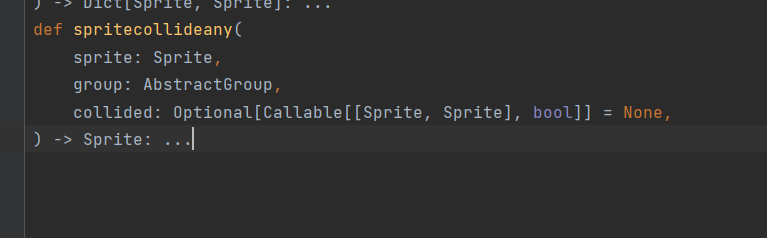 ) -> Dict[Sprite, Sprite]: ...
def spritecollideany(
    sprite: Sprite,
    group: AbstractGroup,
    collided: Optional[Callable[[Sprite, Sprite], bool]] = None,
) -> Sprite: ...